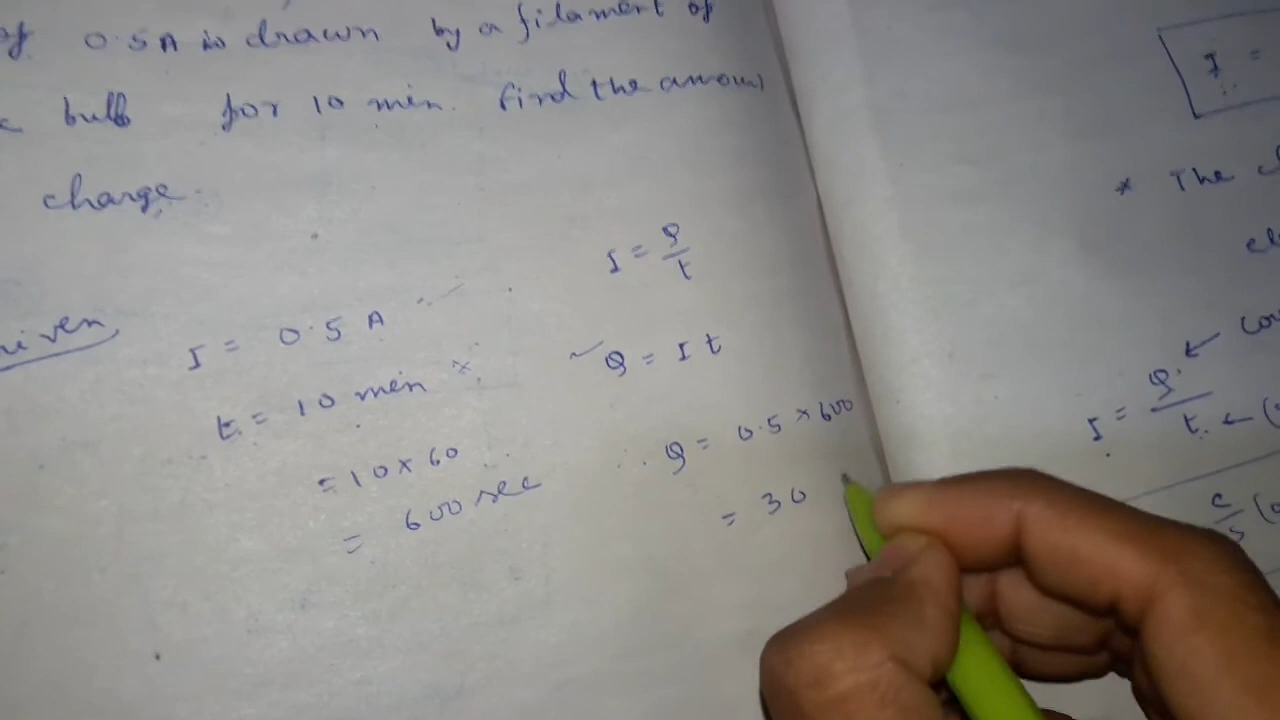 of 0.5A is drawn by a filament of
bulb for 10 min. Find the amount
charge.
I = Q/t
I = 0.5 A
t = 10 min
Q = I t
= 10 × 60
∴ Q = 0.5 × 600
= 600 sec
= 30
I =
* The
I = Q/t
C/S